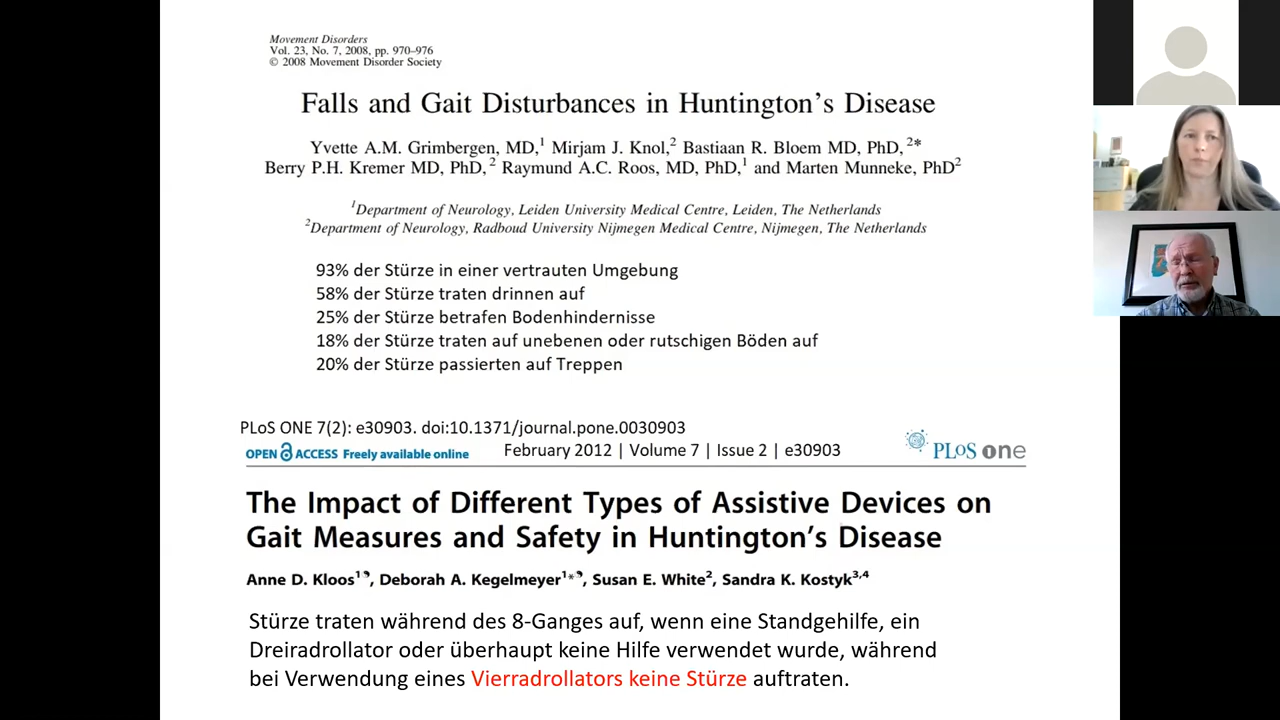 Movement Disorders
Vol. 23, No. 7, 2008, pp. 970–976
© 2008 Movement Disorder Society
Falls and Gait Disturbances in Huntington's Disease
Yvette A.M. Grimbergen, MD,1 Mirjam J. Knol,2 Bastiaan R. Bloem MD, PhD, 2*
Berry P.H. Kremer MD, PhD, 2 Raymund A.C. Roos, MD, PhD,1 and Marten Munneke, PhD2
1Department of Neurology, Leiden University Medical Centre, Leiden, The Netherlands
2Department of Neurology, Radboud University Nijmegen Medical Centre, Nijmegen, The Netherlands
93% der Stürze in einer vertrauten Umgebung
58% der Stürze traten drinnen auf
25% der Stürze betrafen Bodenhindernisse
18% der Stürze traten auf unebenen oder rutschigen Böden auf
20% der Stürze passierten auf Treppen
PLoS ONE 7(2): e30903. doi:10.1371/journal.pone.0030903
OPEN ACCESS Freely available online
February 2012 | Volume 7 | Issue 2 | e30903
PLoS one
The Impact of Different Types of Assistive Devices on
Gait Measures and Safety in Huntington's Disease
Anne D. Kloos1❩, Deborah A. Kegelmeyer1*❩, Susan E. White2, Sandra K. Kostyk3,4
Stürze traten während des 8-Ganges auf, wenn eine Standgehilfe, ein
Dreiradrollator oder überhaupt keine Hilfe verwendet wurde, während
bei Verwendung eines Vierradrollators keine Stürze auftraten.